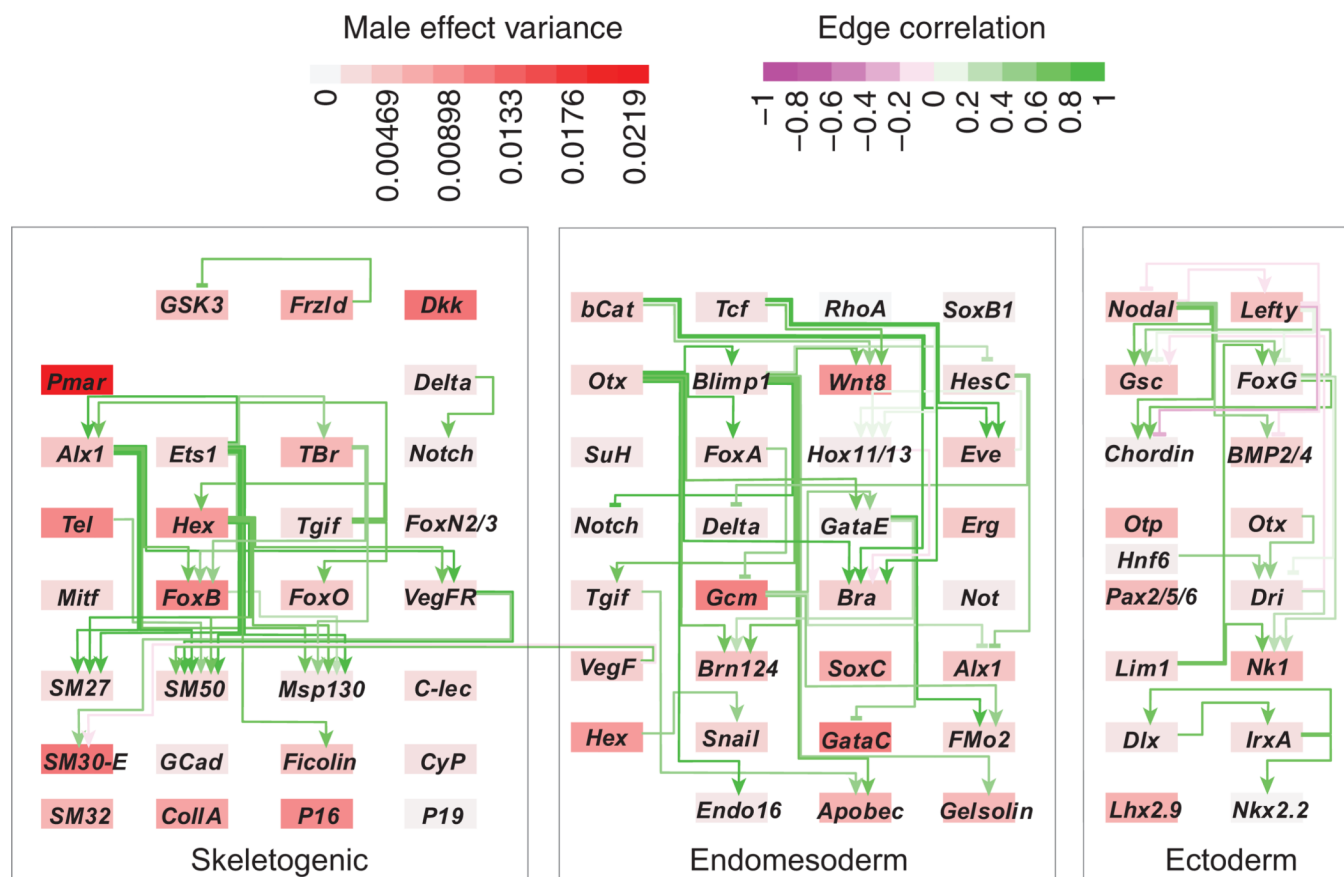 Male effect variance
Edge correlation
0 0.00469 0.00898 0.0133 0.0176 0.0219
−1 −0.8 −0.6 −0.4 −0.2 0 0.2 0.4 0.6 0.8 1
GSK3 Frzld Dkk
Pmar Delta
Alx1 Ets1 TBr Notch
Tel Hex Tgif FoxN2/3
Mitf FoxB FoxO VegFR
SM27 SM50 Msp130 C-lec
SM30-E GCad Ficolin CyP
SM32 CollA P16 P19
Skeletogenic
bCat Tcf RhoA SoxB1
Otx Blimp1 Wnt8 HesC
SuH FoxA Hox11/13 Eve
Notch Delta GataE Erg
Tgif Gcm Bra Not
VegF Brn124 SoxC Alx1
Hex Snail GataC FMo2
Endo16 Apobec Gelsolin
Endomesoderm
Nodal Lefty
Gsc FoxG
Chordin BMP2/4
Otp Otx
Hnf6
Pax2/5/6 Dri
Lim1 Nk1
Dlx IrxA
Lhx2.9 Nkx2.2
Ectoderm